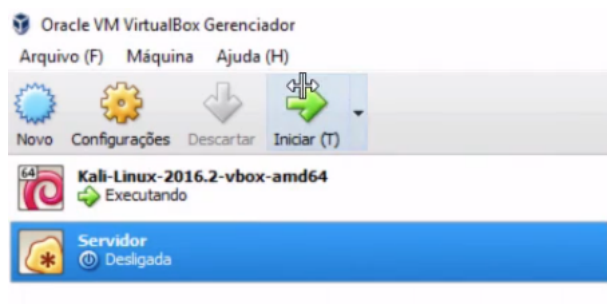 Oracle VM VirtualBox Gerenciador
Arquivo (F) Máquina Ajuda (H)
Novo Configurações Descartar Iniciar (T)
64 Kali-Linux-2016.2-vbox-amd64
Executando
Servidor
Desligada